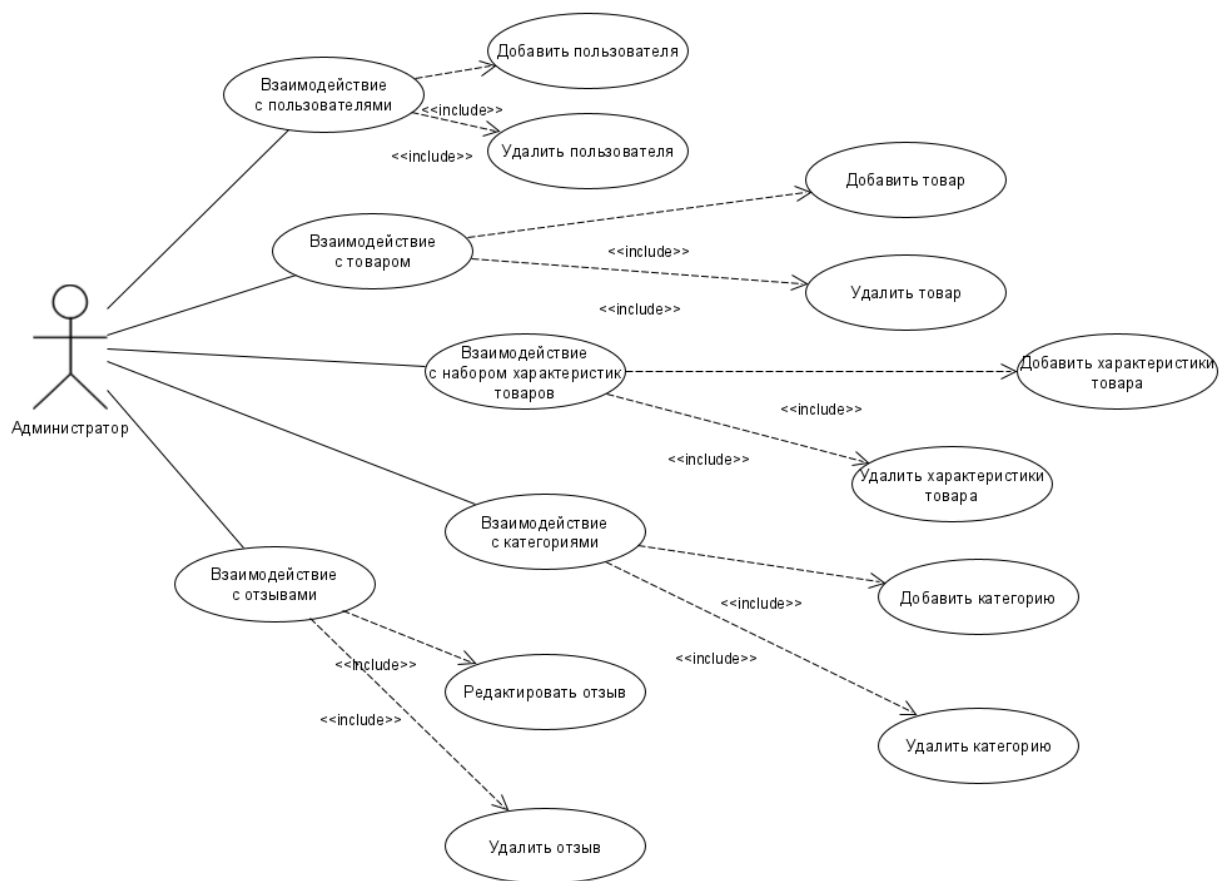 Добавить пользователя
Взаимодействие
с пользователями
<<include>>
Удалить пользователя
<<include>>
Добавить товар
Взаимодействие
с товаром
<<include>>
Удалить товар
<<include>>
Взаимодействие
с набором характеристик
товаров
Добавить характеристики
товара
<<include>>
<<include>>
Удалить характеристики
товара
Администратор
Взаимодействие
с категориями
Взаимодействие
с отзывами
<<include>>
Добавить категорию
<<include>>
<<include>>
Редактировать отзыв
<<include>>
Удалить категорию
Удалить отзыв